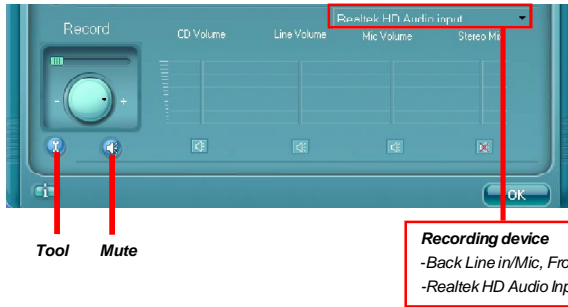 Realtek HD Audio input
Record
CD Volume
Line Volume
Mic Volume
Stereo Mix
- +
OK
Tool
Mute
Recording device
-Back Line in/Mic, Fro
-Realtek HD Audio Inp